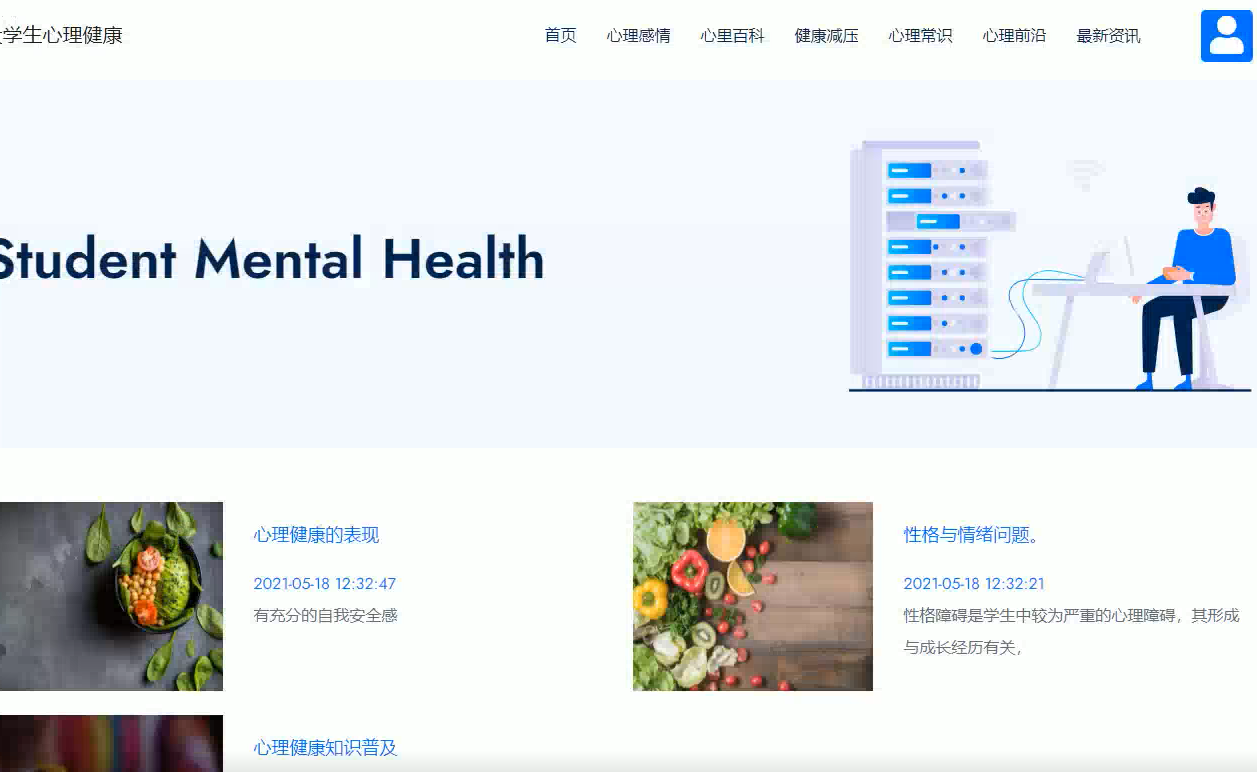 学生心理健康
首页 心理感情 心里百科 健康减压 心理常识 心理前沿 最新资讯
Student Mental Health
心理健康的表现
2021-05-18 12:32:47
有充分的自我安全感
性格与情绪问题。
2021-05-18 12:32:21
性格障碍是学生中较为严重的心理障碍，其形成
与成长经历有关，
心理健康知识普及